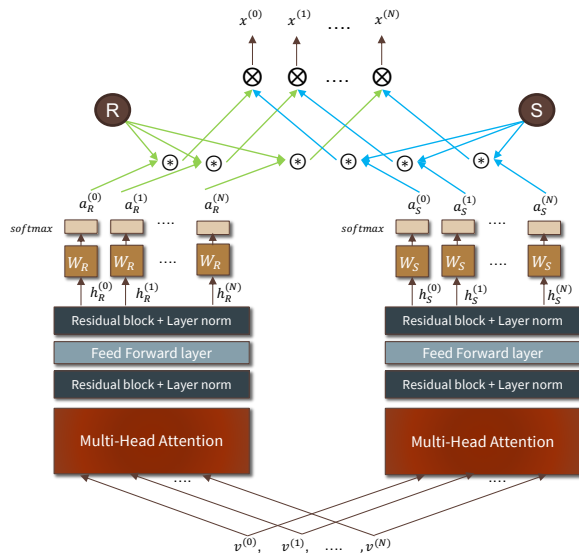 x^{(0)} x^{(1)} .... x^{(N)}
⊗ ⊗ .... ⊗
R S
⊛ ⊛ ⊛ ⊛ ⊛ ⊛
a_R^{(0)} a_R^{(1)} a_R^{(N)} a_S^{(0)} a_S^{(1)} a_S^{(N)}
softmax .... softmax ....
W_R W_R .... W_R W_S W_S .... W_S
h_R^{(0)} h_R^{(1)} h_R^{(N)} h_S^{(0)} h_S^{(1)} h_S^{(N)}
Residual block + Layer norm Residual block + Layer norm
Feed Forward layer Feed Forward layer
Residual block + Layer norm Residual block + Layer norm
Multi-Head Attention Multi-Head Attention
.... ....
v^{(0)}, v^{(1)}, .... , v^{(N)}